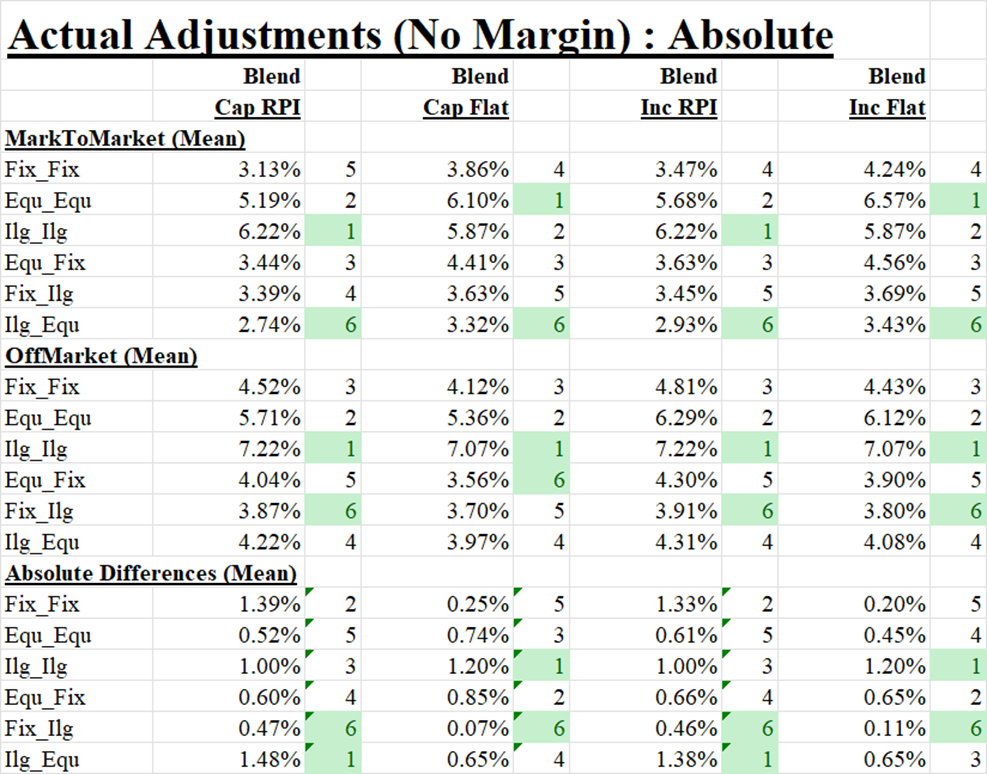 Actual Adjustments (No Margin) : Absolute
Blend Blend Blend Blend
Cap RPI Cap Flat Inc RPI Inc Flat
MarkToMarket (Mean)
Fix_Fix 3.13% 5 3.86% 4 3.47% 4 4.24% 4
Equ_Equ 5.19% 2 6.10% 1 5.68% 2 6.57% 1
Ilg_Ilg 6.22% 1 5.87% 2 6.22% 1 5.87% 2
Equ_Fix 3.44% 3 4.41% 3 3.63% 3 4.56% 3
Fix_Ilg 3.39% 4 3.63% 5 3.45% 5 3.69% 5
Ilg_Equ 2.74% 6 3.32% 6 2.93% 6 3.43% 6
OffMarket (Mean)
Fix_Fix 4.52% 3 4.12% 3 4.81% 3 4.43% 3
Equ_Equ 5.71% 2 5.36% 2 6.29% 2 6.12% 2
Ilg_Ilg 7.22% 1 7.07% 1 7.22% 1 7.07% 1
Equ_Fix 4.04% 5 3.56% 6 4.30% 5 3.90% 5
Fix_Ilg 3.87% 6 3.70% 5 3.91% 6 3.80% 6
Ilg_Equ 4.22% 4 3.97% 4 4.31% 4 4.08% 4
Absolute Differences (Mean)
Fix_Fix 1.39% 2 0.25% 5 1.33% 2 0.20% 5
Equ_Equ 0.52% 5 0.74% 3 0.61% 5 0.45% 4
Ilg_Ilg 1.00% 3 1.20% 1 1.00% 3 1.20% 1
Equ_Fix 0.60% 4 0.85% 2 0.66% 4 0.65% 2
Fix_Ilg 0.47% 6 0.07% 6 0.46% 6 0.11% 6
Ilg_Equ 1.48% 1 0.65% 4 1.38% 1 0.65% 3